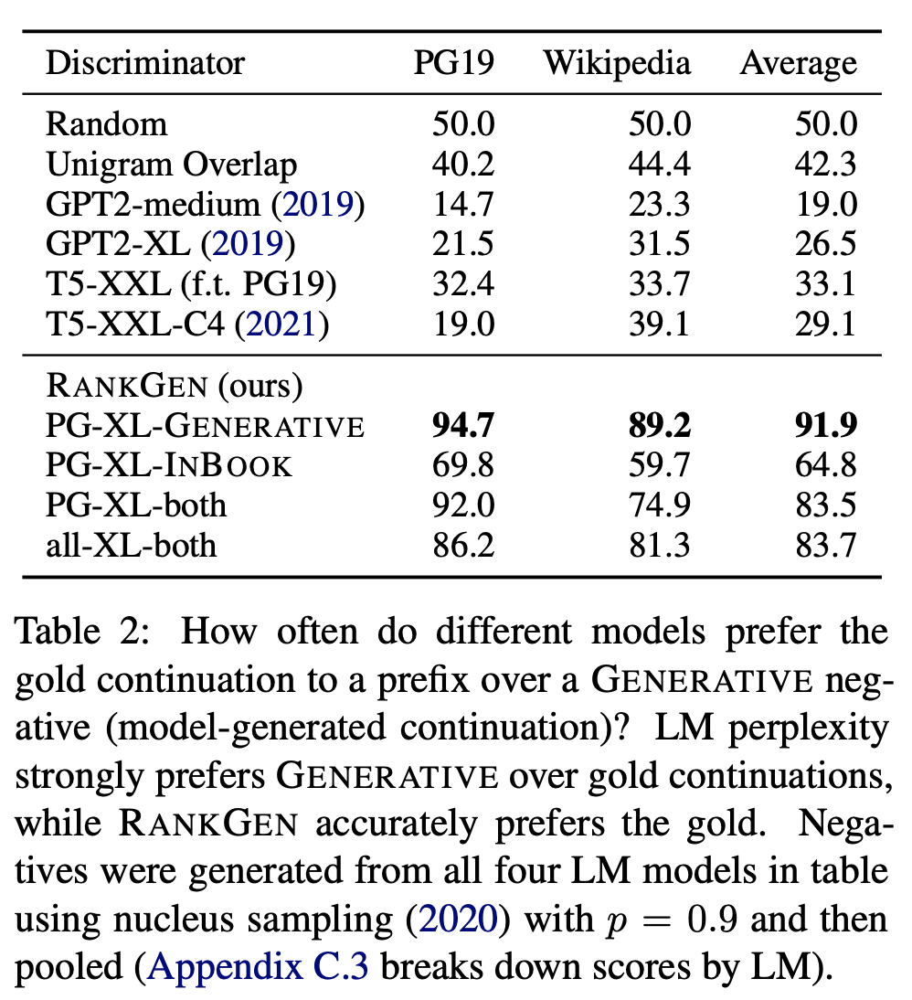 Discriminator PG19 Wikipedia Average
Random 50.0 50.0 50.0
Unigram Overlap 40.2 44.4 42.3
GPT2-medium (2019) 14.7 23.3 19.0
GPT2-XL (2019) 21.5 31.5 26.5
T5-XXL (f.t. PG19) 32.4 33.7 33.1
T5-XXL-C4 (2021) 19.0 39.1 29.1
RANKGEN (ours)
PG-XL-GENERATIVE 94.7 89.2 91.9
PG-XL-INBOOK 69.8 59.7 64.8
PG-XL-both 92.0 74.9 83.5
all-XL-both 86.2 81.3 83.7
Table 2: How often do different models prefer the
gold continuation to a prefix over a GENERATIVE neg-
ative (model-generated continuation)? LM perplexity
strongly prefers GENERATIVE over gold continuations,
while RANKGEN accurately prefers the gold. Nega-
tives were generated from all four LM models in table
using nucleus sampling (2020) with p = 0.9 and then
pooled (Appendix C.3 breaks down scores by LM).